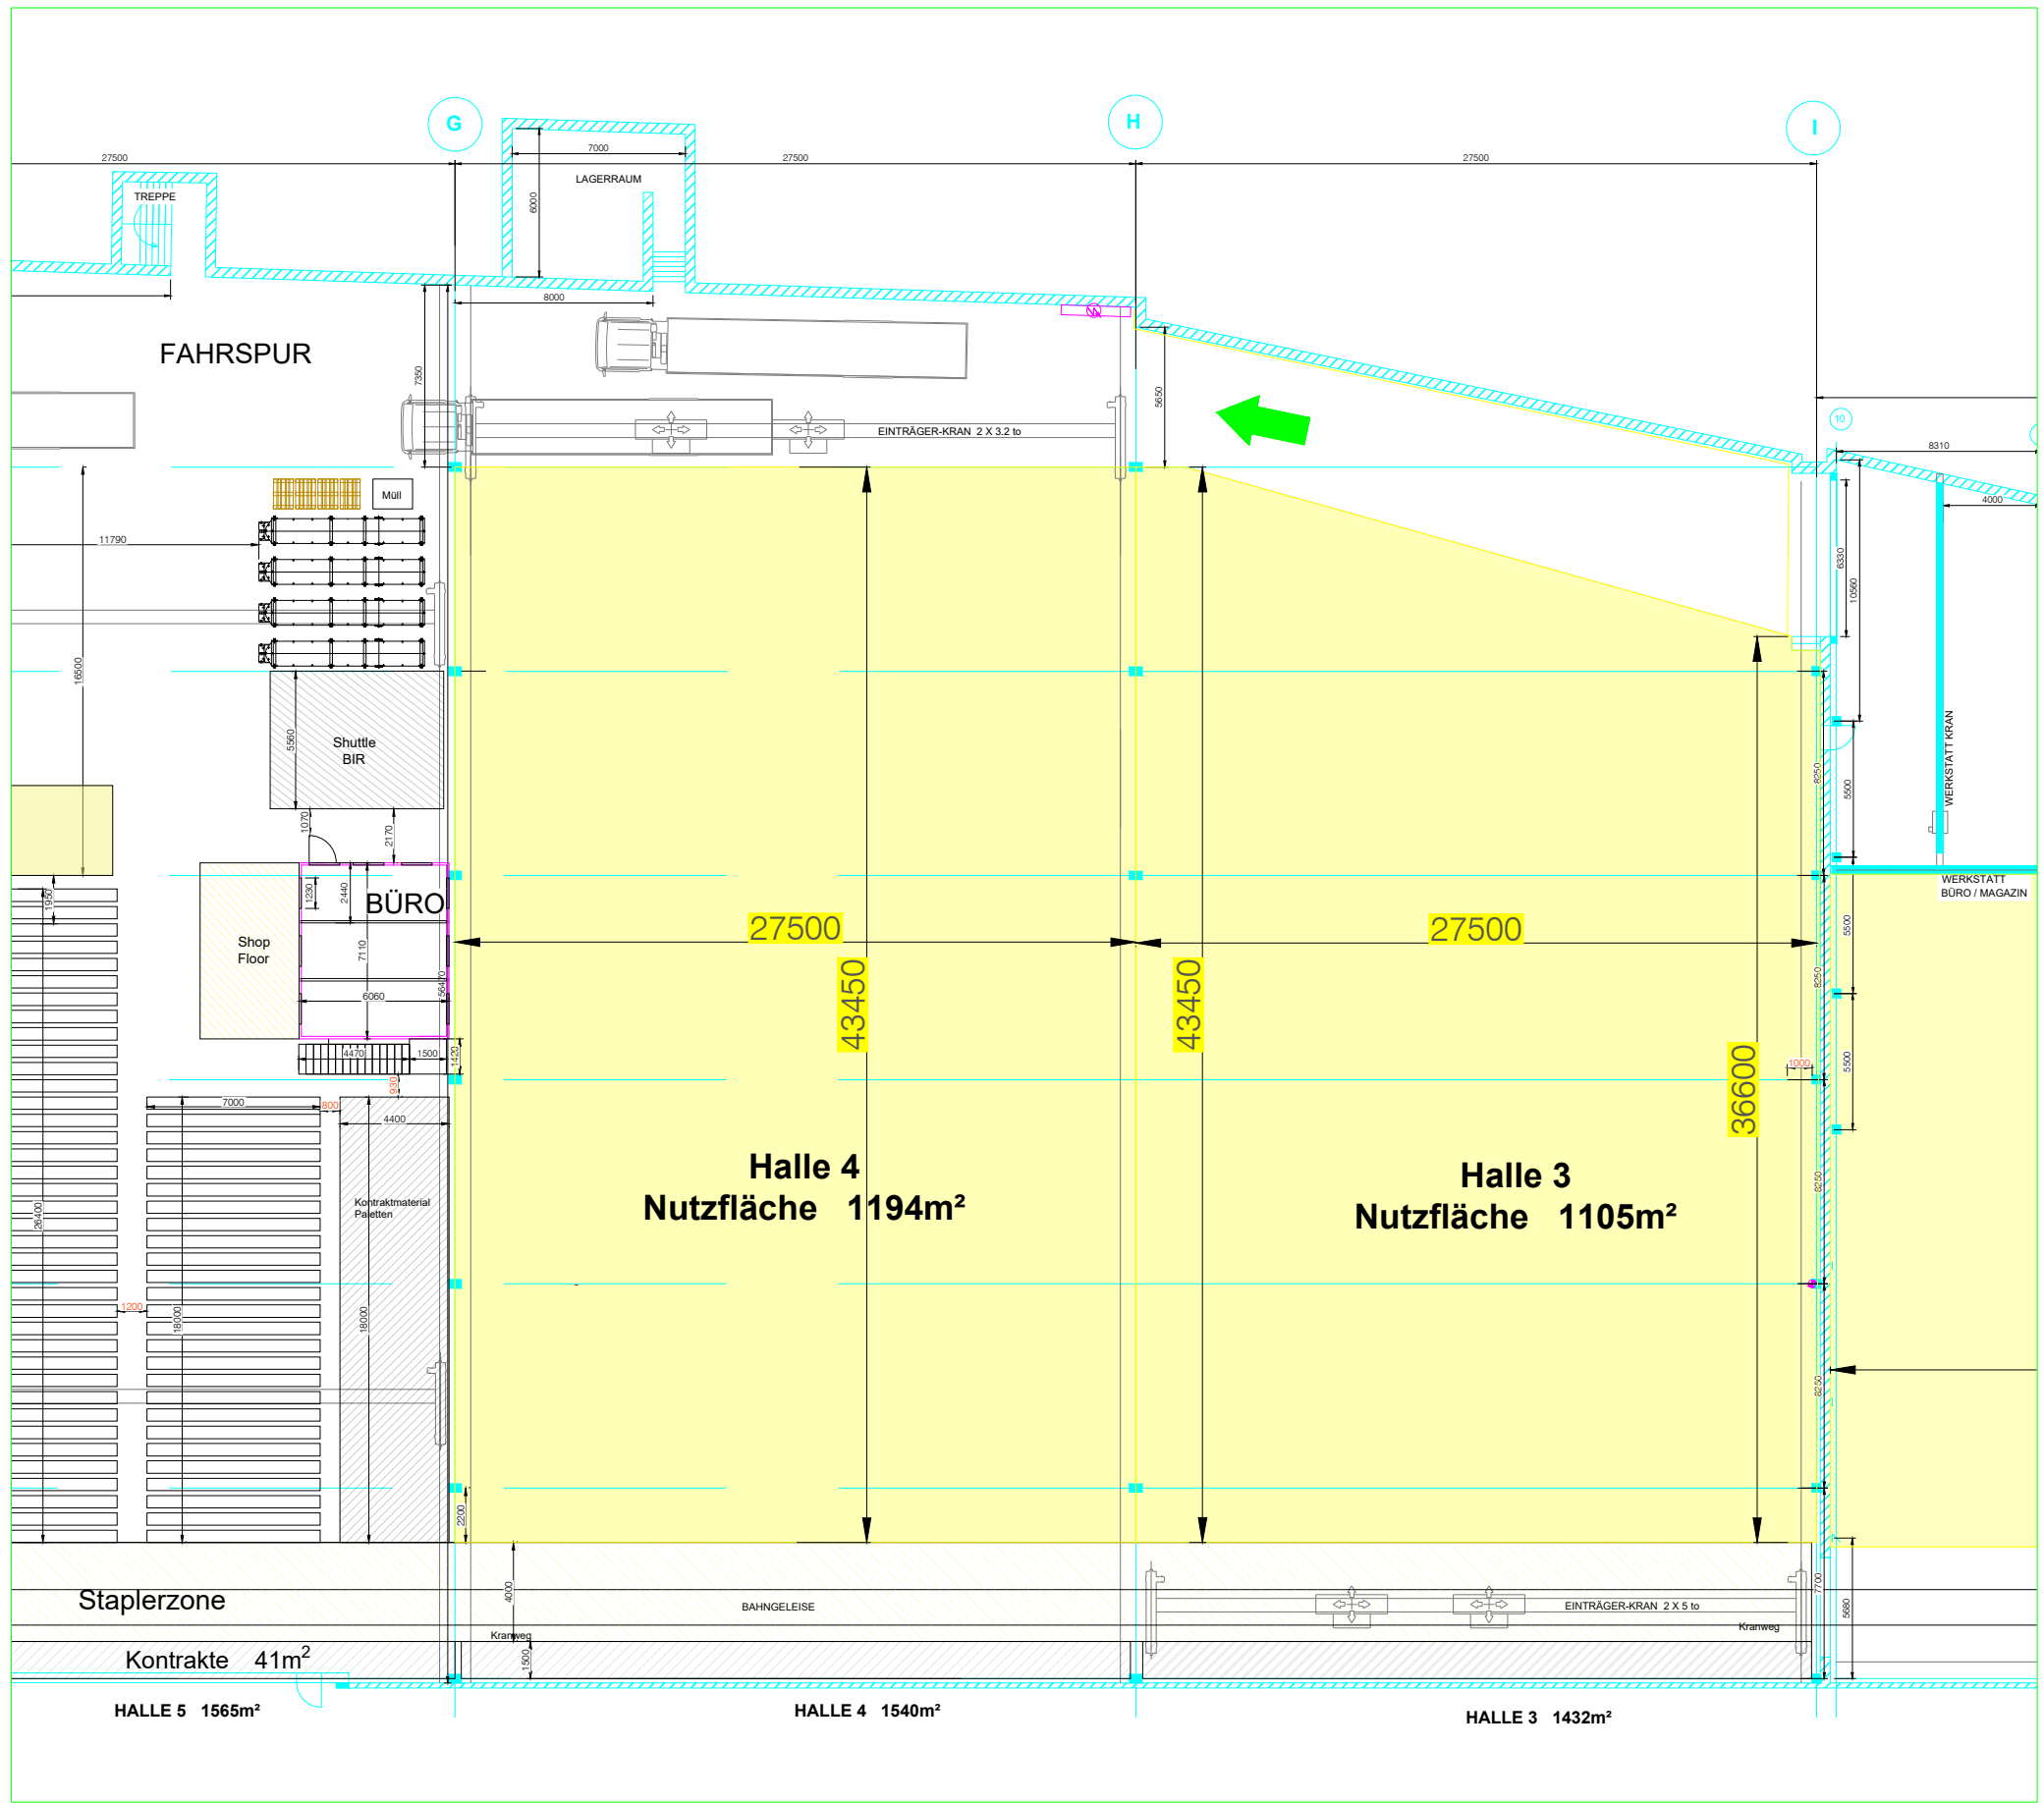 G
H
I
27500
27500
27500
7000
LAGERRAUM
6000
TREPPE
8000
FAHRSPUR
7350
5650
EINTRÄGER-KRAN 2 X 3.2 to
10
8310
4000
Müll
11790
6330
10560
16500
Shuttle
BIR
5560
WERKSTATT KRAN
8250
5500
1070
2170
WERKSTATT
BÜRO / MAGAZIN
1950
1230
2440
BÜRO
27500
27500
5500
Shop
Floor
7110
56470
43450
43450
8250
6060
4470
1500
1420
36600
1000
5500
930
7000
800
4400
Halle 4
Nutzfläche 1194m²
Halle 3
Nutzfläche 1105m²
8250
Kontraktmaterial
Paletten
26400
1200
18000
18000
8250
2200
Staplerzone
4000
BAHNGELEISE
EINTRÄGER-KRAN 2 X 5 to
7700
5680
Kranweg
Kranweg
Kontrakte 41m²
1500
HALLE 5 1565m²
HALLE 4 1540m²
HALLE 3 1432m²